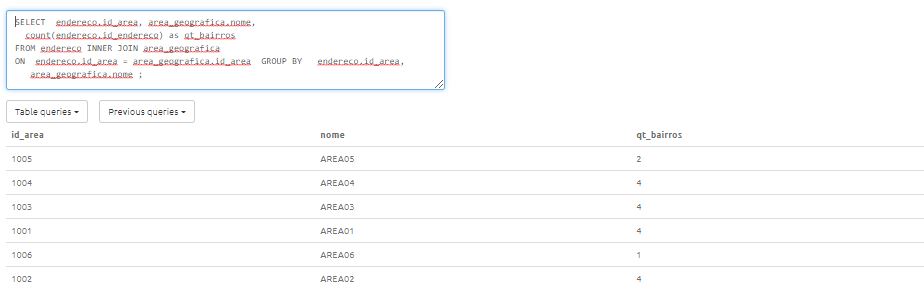 SELECT endereco.id_area, area_geografica.nome,
count(endereco.id_endereco) as qt_bairros
FROM endereco INNER JOIN area_geografica
ON endereco.id_area = area_geografica.id_area GROUP BY endereco.id_area,
area_geografica.nome ;
Table queries Previous queries
id_area nome qt_bairros
1005 AREA05 2
1004 AREA04 4
1003 AREA03 4
1001 AREA01 4
1006 AREA06 1
1002 AREA02 4